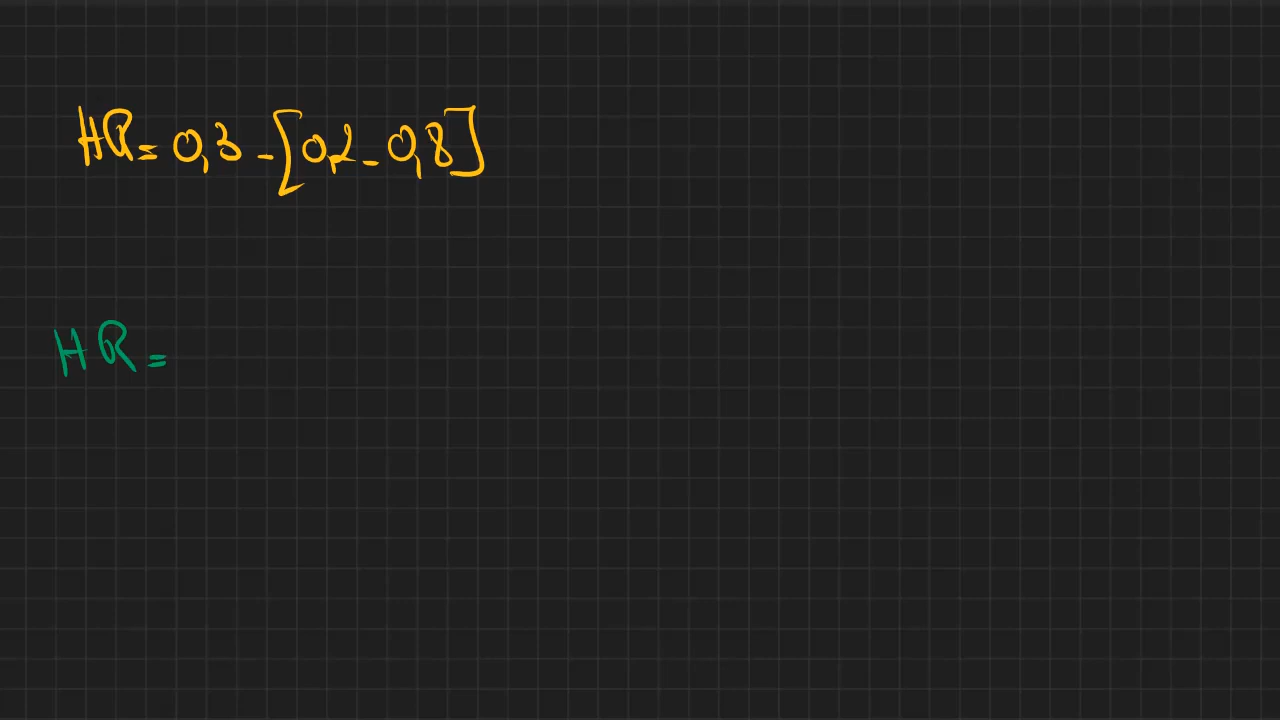 HR= 0,3 - [0,2 - 0,8]
HR =